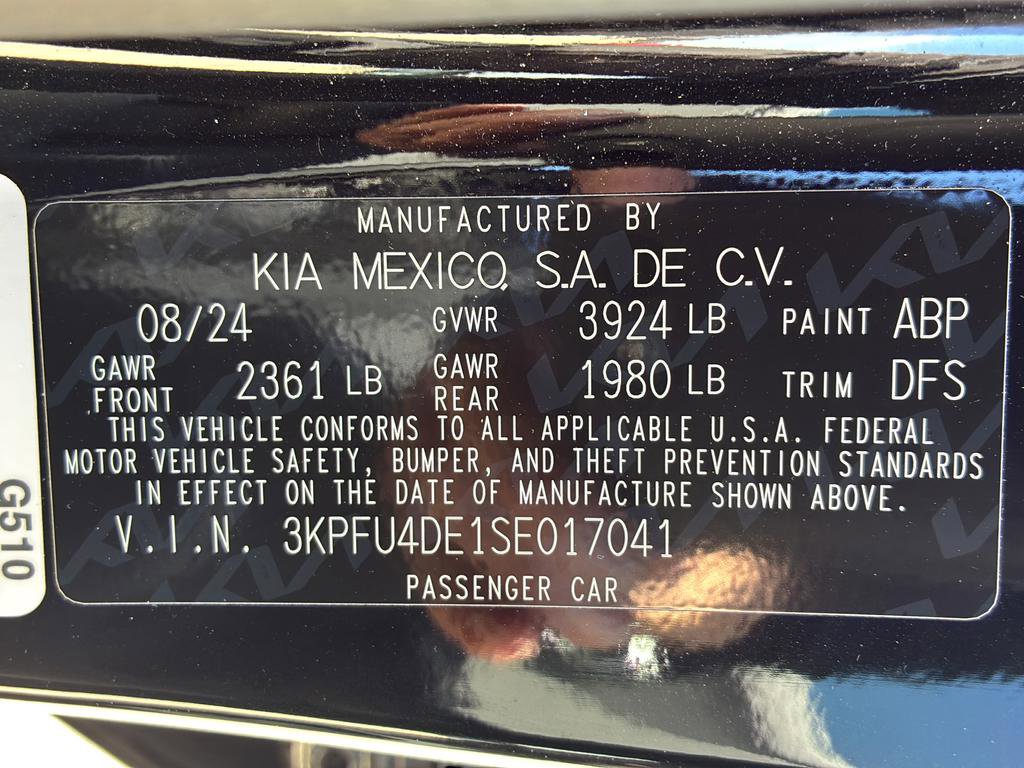 MANUFACTURED BY
KIA MEXICO, S.A. DE C.V.
08/24 GVWR 3924 LB PAINT ABP
GAWR FRONT 2361 LB GAWR REAR 1980 LB TRIM DFS
THIS VEHICLE CONFORMS TO ALL APPLICABLE U.S.A. FEDERAL
MOTOR VEHICLE SAFETY, BUMPER, AND THEFT PREVENTION STANDARDS
IN EFFECT ON THE DATE OF MANUFACTURE SHOWN ABOVE.
V.I.N. 3KPFU4DE1SE017041
PASSENGER CAR
G510